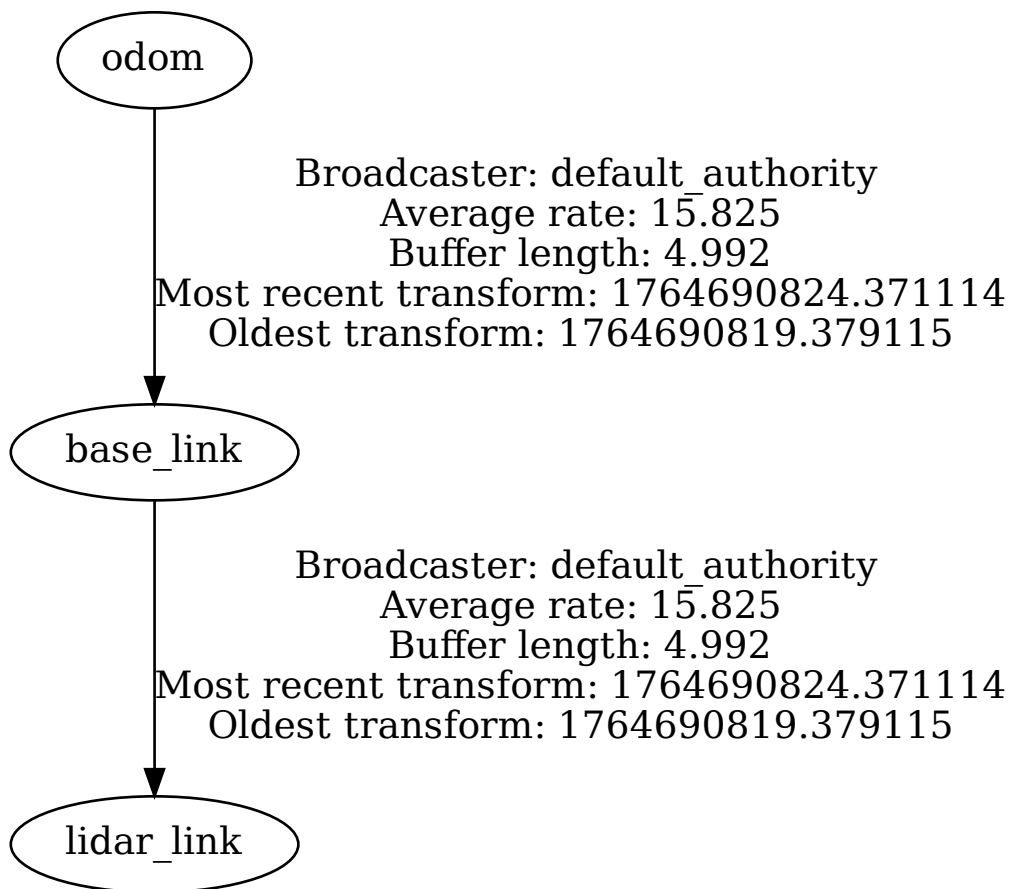 odom
Broadcaster: default_authority
Average rate: 15.825
Buffer length: 4.992
Most recent transform: 1764690824.371114
Oldest transform: 1764690819.379115
base_link
Broadcaster: default_authority
Average rate: 15.825
Buffer length: 4.992
Most recent transform: 1764690824.371114
Oldest transform: 1764690819.379115
lidar_link